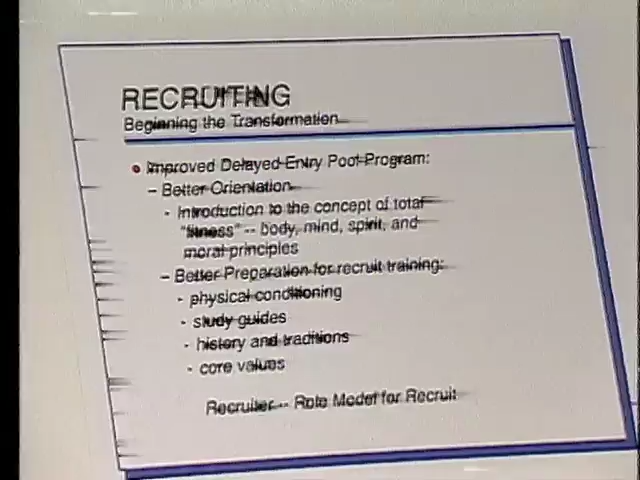 RECRUITING
Beginning the Transformation
• Improved Delayed Entry Pool Program:
– Better Orientation
- Introduction to the concept of total
"fitness" -- body, mind, spirit, and
moral principles
– Better Preparation for recruit training:
- physical conditioning
- study guides
- history and traditions
- core values
Recruiter -- Role Model for Recruit